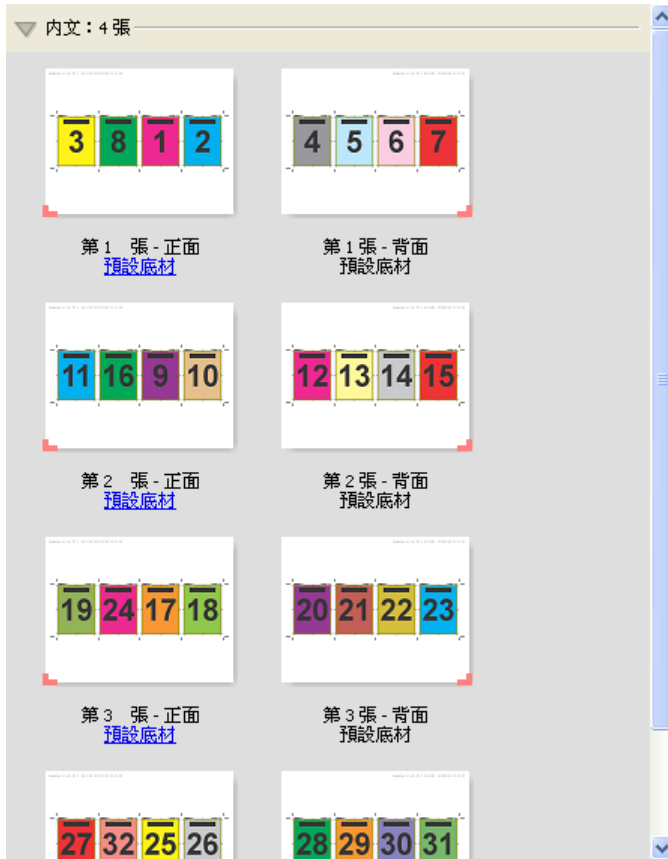 內文：4 張
3 8 1 2
4 5 6 7
第 1 張 - 正面
預設底材
第 1 張 - 背面
預設底材
11 16 9 10
12 13 14 15
第 2 張 - 正面
預設底材
第 2 張 - 背面
預設底材
19 24 17 18
20 21 22 23
第 3 張 - 正面
預設底材
第 3 張 - 背面
預設底材
27 32 25 26
28 29 30 31